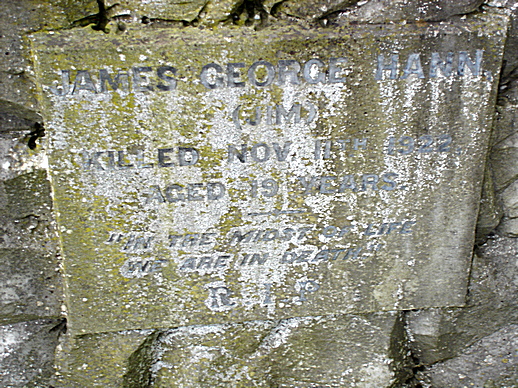 JAMES GEORGE HANN.
(JIM)
KILLED NOV. 11TH 1932
AGED 19 YEARS
"IN THE MIDST OF LIFE
WE ARE IN DEATH."
R. I. P.